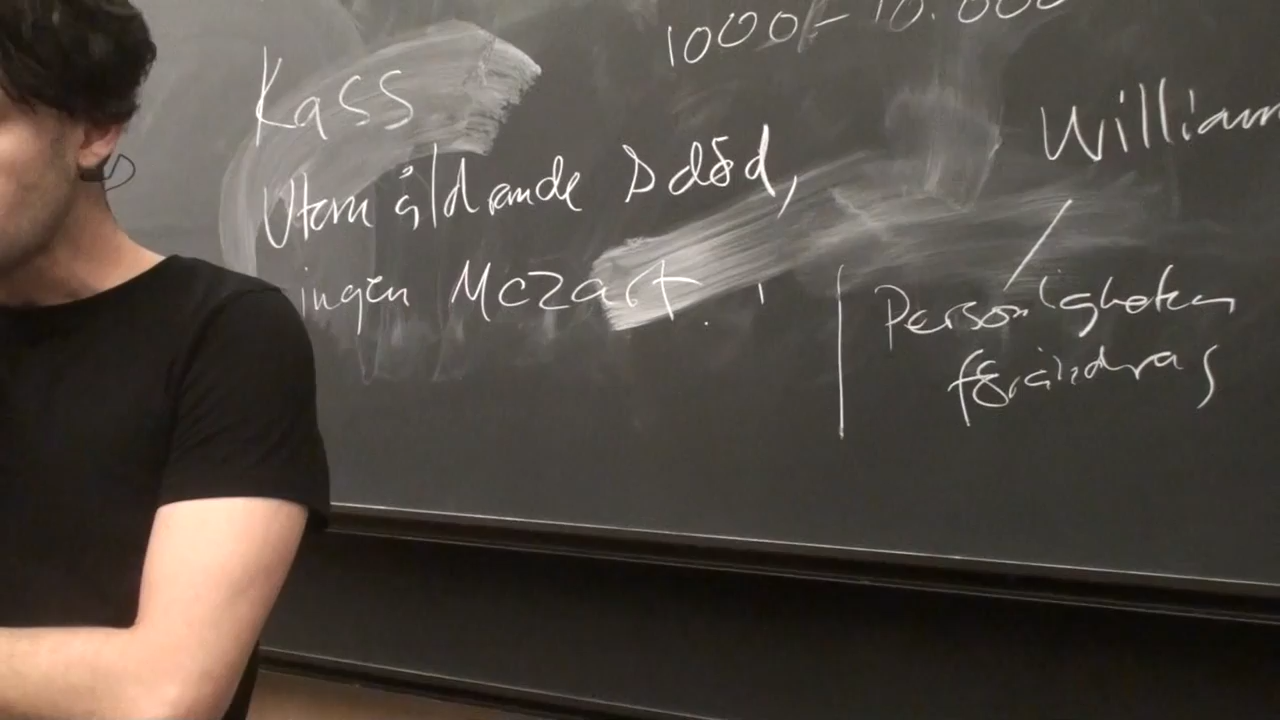 1000 - 10.000
Kass
William
Utan åldrande & död,
ingen Mozart.
Personligheten
förändras